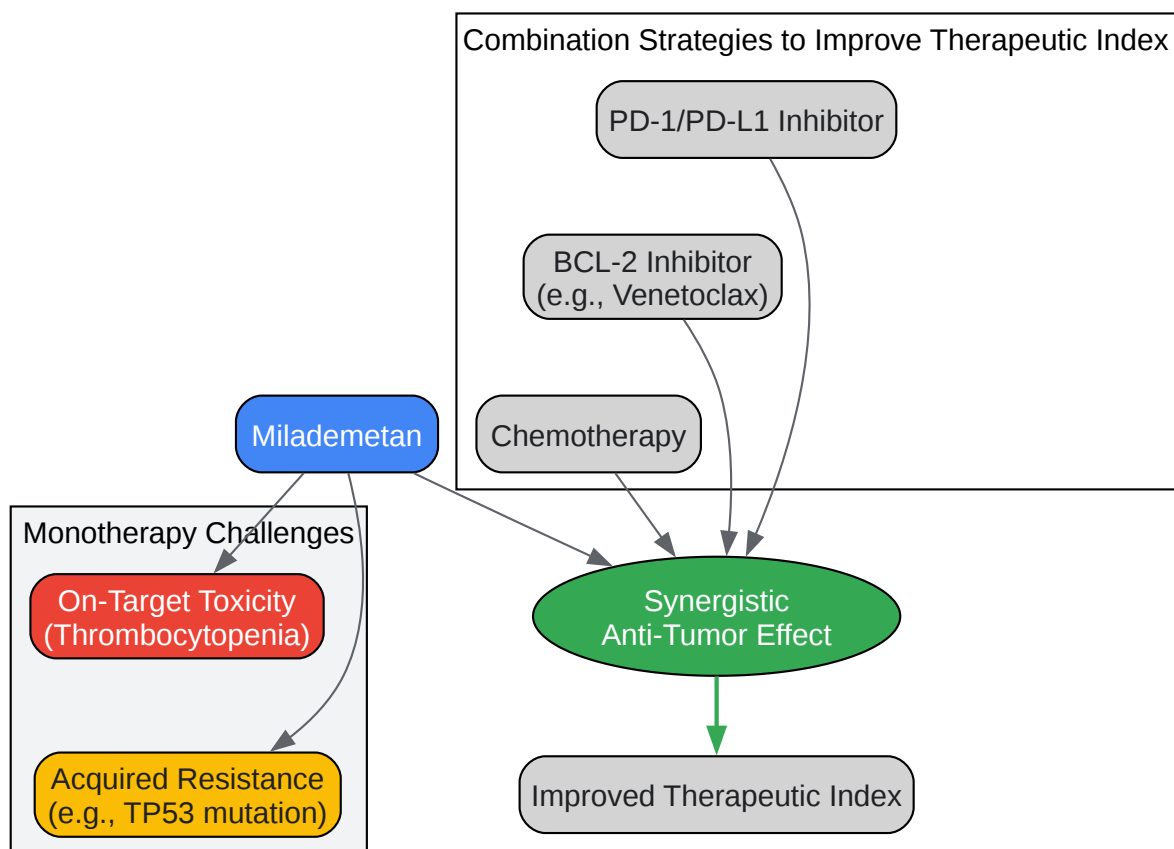 Combination Strategies to Improve Therapeutic Index
PD-1/PD-L1 Inhibitor
BCL-2 Inhibitor
(e.g., Venetoclax)
Milademetan
Chemotherapy
Monotherapy Challenges
On-Target Toxicity
(Thrombocytopenia)
Synergistic
Anti-Tumor Effect
Acquired Resistance
(e.g., TP53 mutation)
Improved Therapeutic Index